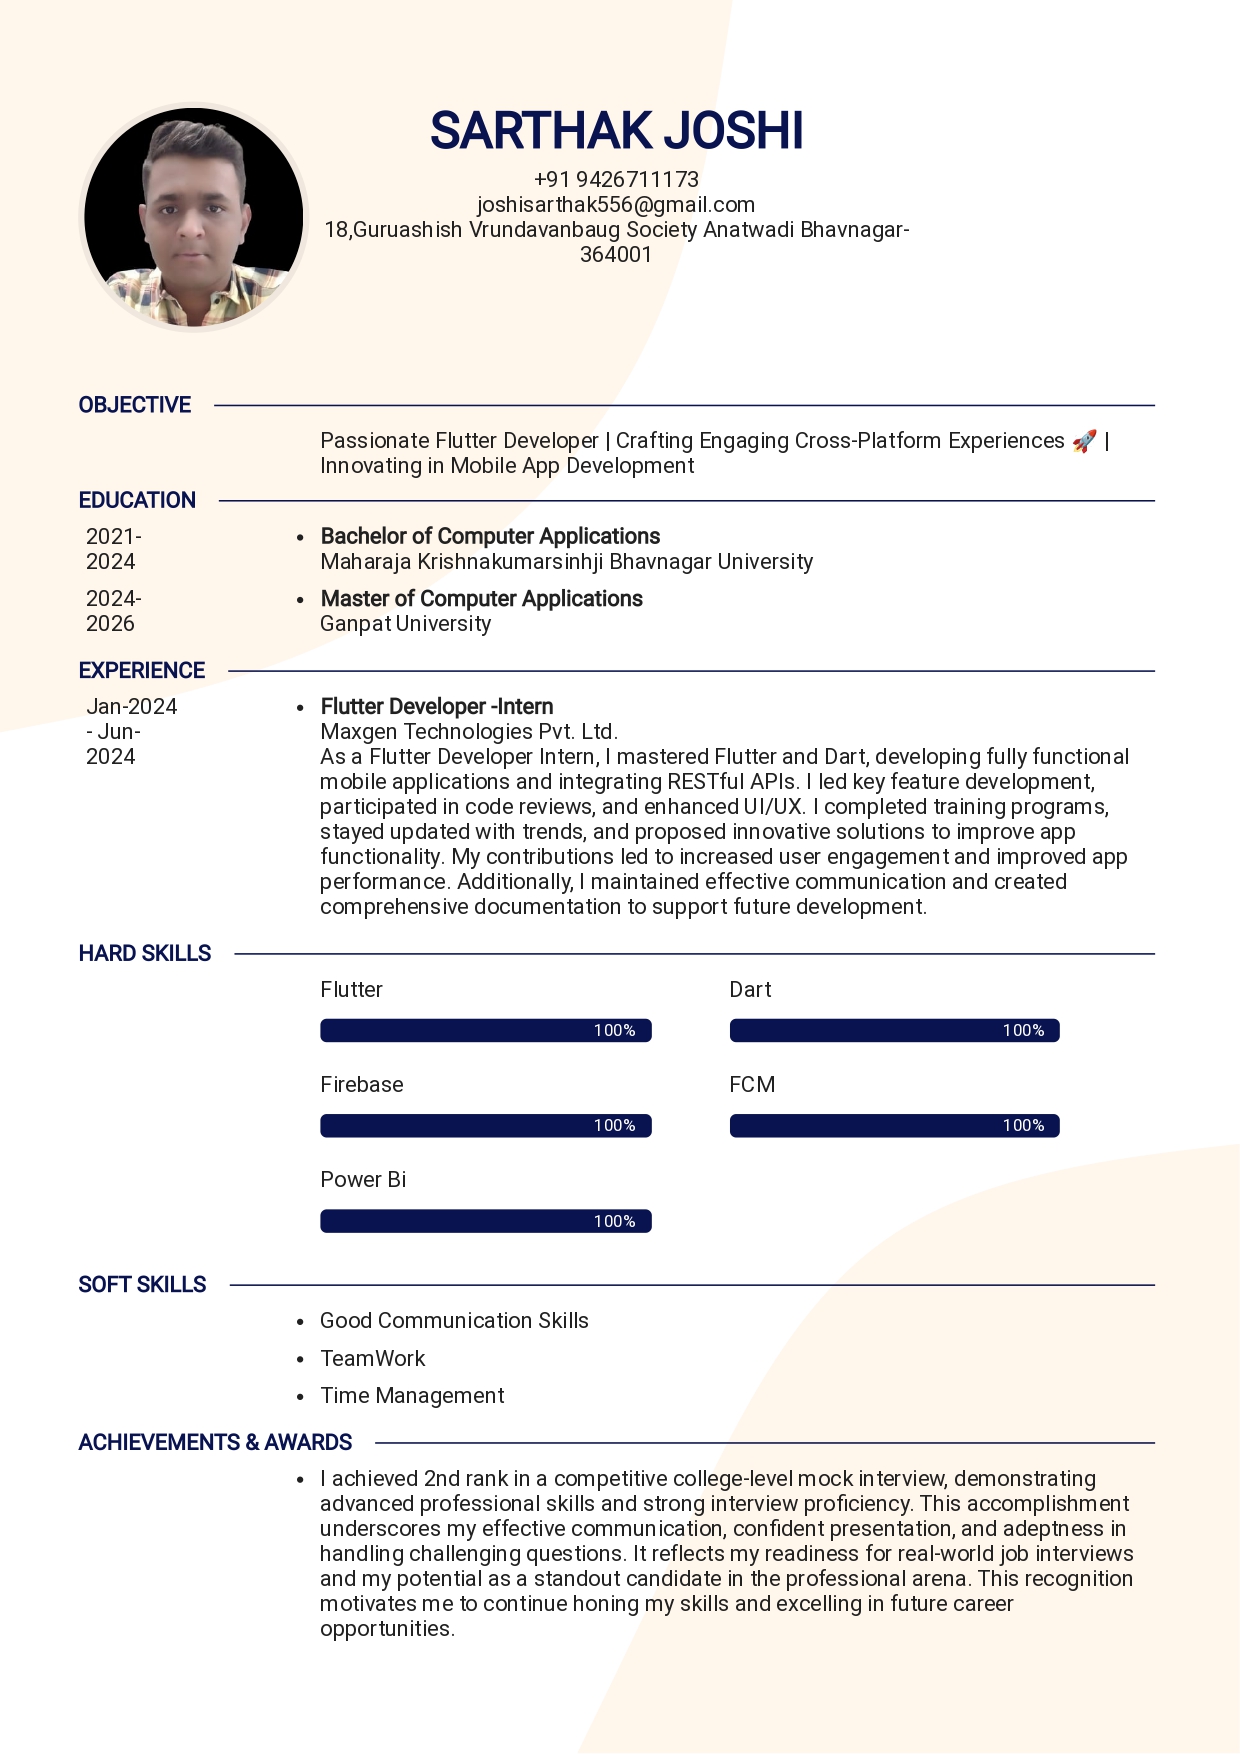 SARTHAK JOSHI
+91 9426711173
joshisarthak556@gmail.com
18,Guruashish Vrundavanbaug Society Anatwadi Bhavnagar-
364001
OBJECTIVE
Passionate Flutter Developer | Crafting Engaging Cross-Platform Experiences 🚀 |
Innovating in Mobile App Development
EDUCATION
2021-
2024
• Bachelor of Computer Applications
Maharaja Krishnakumarsinhji Bhavnagar University
2024-
2026
• Master of Computer Applications
Ganpat University
EXPERIENCE
Jan-2024
- Jun-
2024
• Flutter Developer -Intern
Maxgen Technologies Pvt. Ltd.
As a Flutter Developer Intern, I mastered Flutter and Dart, developing fully functional
mobile applications and integrating RESTful APIs. I led key feature development,
participated in code reviews, and enhanced UI/UX. I completed training programs,
stayed updated with trends, and proposed innovative solutions to improve app
functionality. My contributions led to increased user engagement and improved app
performance. Additionally, I maintained effective communication and created
comprehensive documentation to support future development.
HARD SKILLS
Flutter
100%
Dart
100%
Firebase
100%
FCM
100%
Power Bi
100%
SOFT SKILLS
• Good Communication Skills
• TeamWork
• Time Management
ACHIEVEMENTS & AWARDS
• I achieved 2nd rank in a competitive college-level mock interview, demonstrating
advanced professional skills and strong interview proficiency. This accomplishment
underscores my effective communication, confident presentation, and adeptness in
handling challenging questions. It reflects my readiness for real-world job interviews
and my potential as a standout candidate in the professional arena. This recognition
motivates me to continue honing my skills and excelling in future career
opportunities.